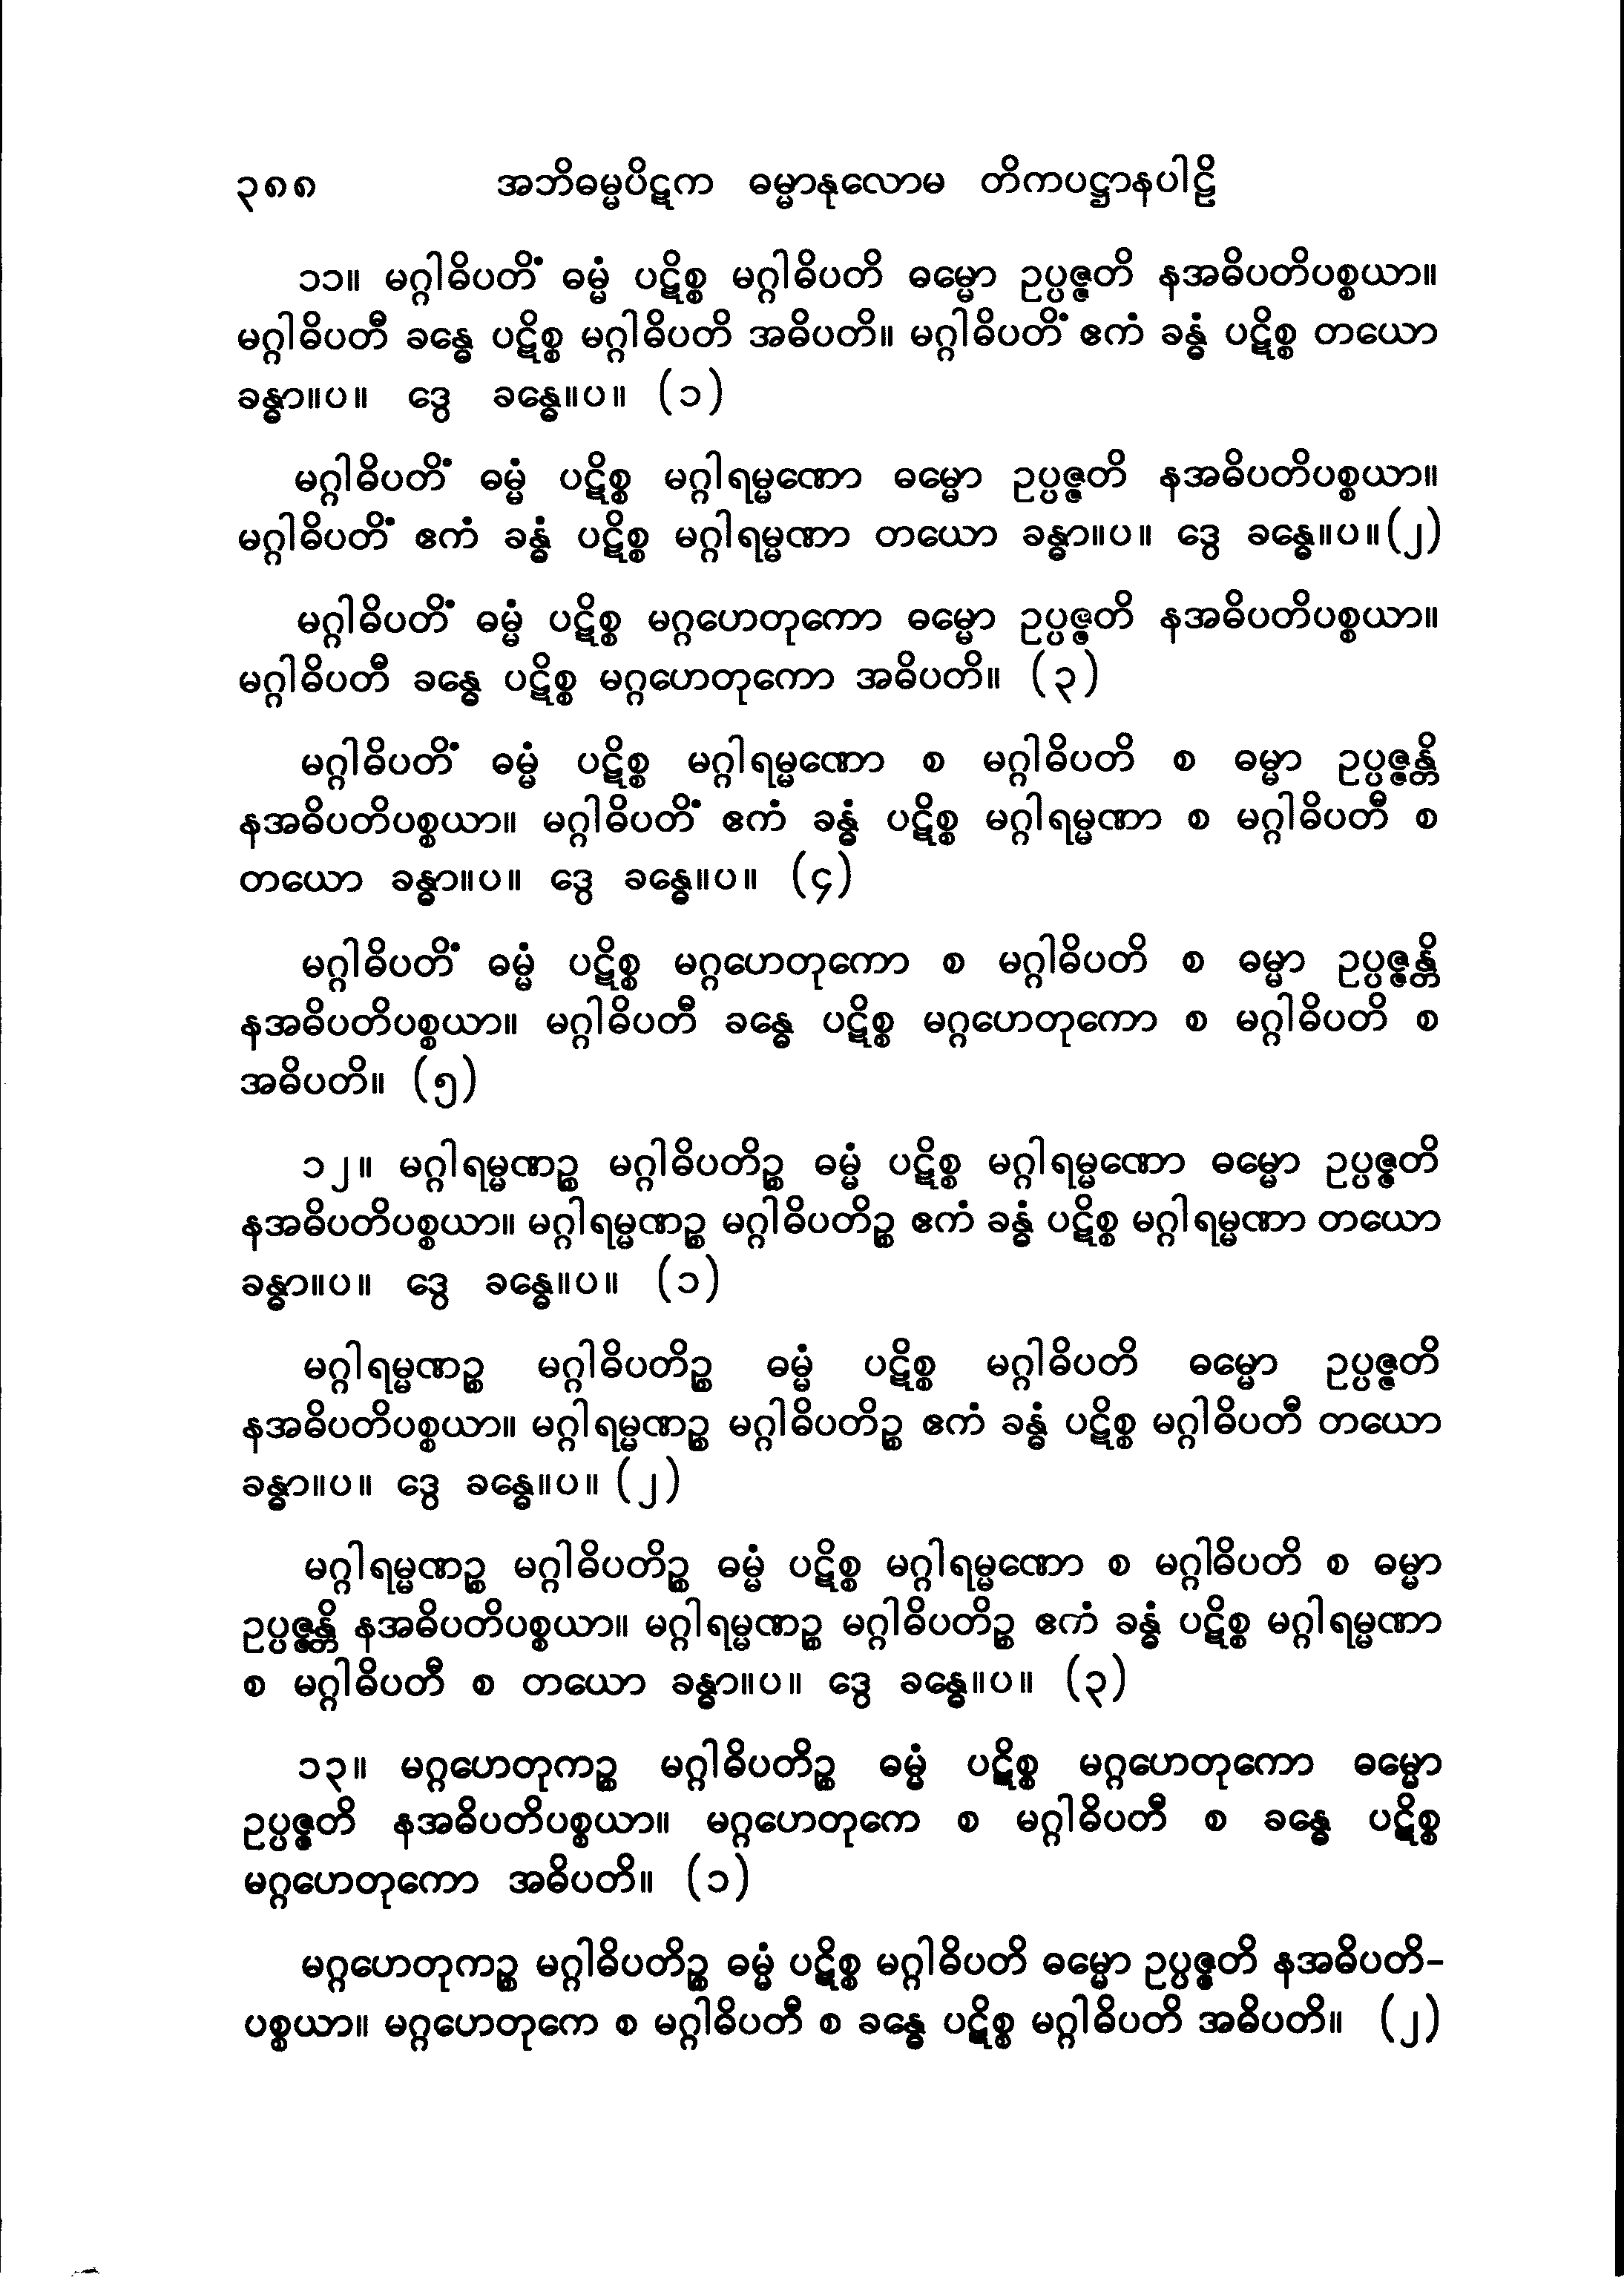 ၃၈၈ အဘိဓမ္မပိဋက ဓမ္မာနုလောမ တိကပဋ္ဌာနပါဠိ
၁၁။ မဂ္ဂါဓိပတိံ ဓမ္မံ ပဋိစ္စ မဂ္ဂါဓိပတိ ဓမ္မော ဥပ္ပဇ္ဇတိ နအဓိပတိပစ္စယာ။
မဂ္ဂါဓိပတီ ခန္ဓေ ပဋိစ္စ မဂ္ဂါဓိပတိ အဓိပတိ။ မဂ္ဂါဓိပတိံ ဧကံ ခန္ဓံ ပဋိစ္စ တယော
ခန္ဓာ။ပ။ ဒွေ ခန္ဓေ။ပ။ (၁)
မဂ္ဂါဓိပတိံ ဓမ္မံ ပဋိစ္စ မဂ္ဂါရမ္မဏော ဓမ္မော ဥပ္ပဇ္ဇတိ နအဓိပတိပစ္စယာ။
မဂ္ဂါဓိပတိံ ဧကံ ခန္ဓံ ပဋိစ္စ မဂ္ဂါရမ္မဏာ တယော ခန္ဓာ။ပ။ ဒွေ ခန္ဓေ။ပ။(၂)
မဂ္ဂါဓိပတိံ ဓမ္မံ ပဋိစ္စ မဂ္ဂဟေတုကော ဓမ္မော ဥပ္ပဇ္ဇတိ နအဓိပတိပစ္စယာ။
မဂ္ဂါဓိပတီ ခန္ဓေ ပဋိစ္စ မဂ္ဂဟေတုကော အဓိပတိ။ (၃)
မဂ္ဂါဓိပတိံ ဓမ္မံ ပဋိစ္စ မဂ္ဂါရမ္မဏော စ မဂ္ဂါဓိပတိ စ ဓမ္မာ ဥပ္ပဇ္ဇန္တိ
နအဓိပတိပစ္စယာ။ မဂ္ဂါဓိပတိံ ဧကံ ခန္ဓံ ပဋိစ္စ မဂ္ဂါရမ္မဏာ စ မဂ္ဂါဓိပတီ စ
တယော ခန္ဓာ။ပ။ ဒွေ ခန္ဓေ။ပ။ (၄)
မဂ္ဂါဓိပတိံ ဓမ္မံ ပဋိစ္စ မဂ္ဂဟေတုကော စ မဂ္ဂါဓိပတိ စ ဓမ္မာ ဥပ္ပဇ္ဇန္တိ
နအဓိပတိပစ္စယာ။ မဂ္ဂါဓိပတီ ခန္ဓေ ပဋိစ္စ မဂ္ဂဟေတုကော စ မဂ္ဂါဓိပတိ စ
အဓိပတိ။ (၅)
၁၂။ မဂ္ဂါရမ္မဏဉ္စ မဂ္ဂါဓိပတိဉ္စ ဓမ္မံ ပဋိစ္စ မဂ္ဂါရမ္မဏော ဓမ္မော ဥပ္ပဇ္ဇတိ
နအဓိပတိပစ္စယာ။ မဂ္ဂါရမ္မဏဉ္စ မဂ္ဂါဓိပတိဉ္စ ဧကံ ခန္ဓံ ပဋိစ္စ မဂ္ဂါရမ္မဏာ တယော
ခန္ဓာ။ပ။ ဒွေ ခန္ဓေ။ပ။ (၁)
မဂ္ဂါရမ္မဏဉ္စ မဂ္ဂါဓိပတိဉ္စ ဓမ္မံ ပဋိစ္စ မဂ္ဂါဓိပတိ ဓမ္မော ဥပ္ပဇ္ဇတိ
နအဓိပတိပစ္စယာ။ မဂ္ဂါရမ္မဏဉ္စ မဂ္ဂါဓိပတိဉ္စ ဧကံ ခန္ဓံ ပဋိစ္စ မဂ္ဂါဓိပတီ တယော
ခန္ဓာ။ပ။ ဒွေ ခန္ဓေ။ပ။ (၂)
မဂ္ဂါရမ္မဏဉ္စ မဂ္ဂါဓိပတိဉ္စ ဓမ္မံ ပဋိစ္စ မဂ္ဂါရမ္မဏော စ မဂ္ဂါဓိပတိ စ ဓမ္မာ
ဥပ္ပဇ္ဇန္တိ နအဓိပတိပစ္စယာ။ မဂ္ဂါရမ္မဏဉ္စ မဂ္ဂါဓိပတိဉ္စ ဧကံ ခန္ဓံ ပဋိစ္စ မဂ္ဂါရမ္မဏာ
စ မဂ္ဂါဓိပတီ စ တယော ခန္ဓာ။ပ။ ဒွေ ခန္ဓေ။ပ။ (၃)
၁၃။ မဂ္ဂဟေတုကဉ္စ မဂ္ဂါဓိပတိဉ္စ ဓမ္မံ ပဋိစ္စ မဂ္ဂဟေတုကော ဓမ္မော
ဥပ္ပဇ္ဇတိ နအဓိပတိပစ္စယာ။ မဂ္ဂဟေတုကေ စ မဂ္ဂါဓိပတီ စ ခန္ဓေ ပဋိစ္စ
မဂ္ဂဟေတုကော အဓိပတိ။ (၁)
မဂ္ဂဟေတုကဉ္စ မဂ္ဂါဓိပတိဉ္စ ဓမ္မံ ပဋိစ္စ မဂ္ဂါဓိပတိ ဓမ္မော ဥပ္ပဇ္ဇတိ နအဓိပတိ-
ပစ္စယာ။ မဂ္ဂဟေတုကေ စ မဂ္ဂါဓိပတီ စ ခန္ဓေ ပဋိစ္စ မဂ္ဂါဓိပတိ အဓိပတိ။ (၂)